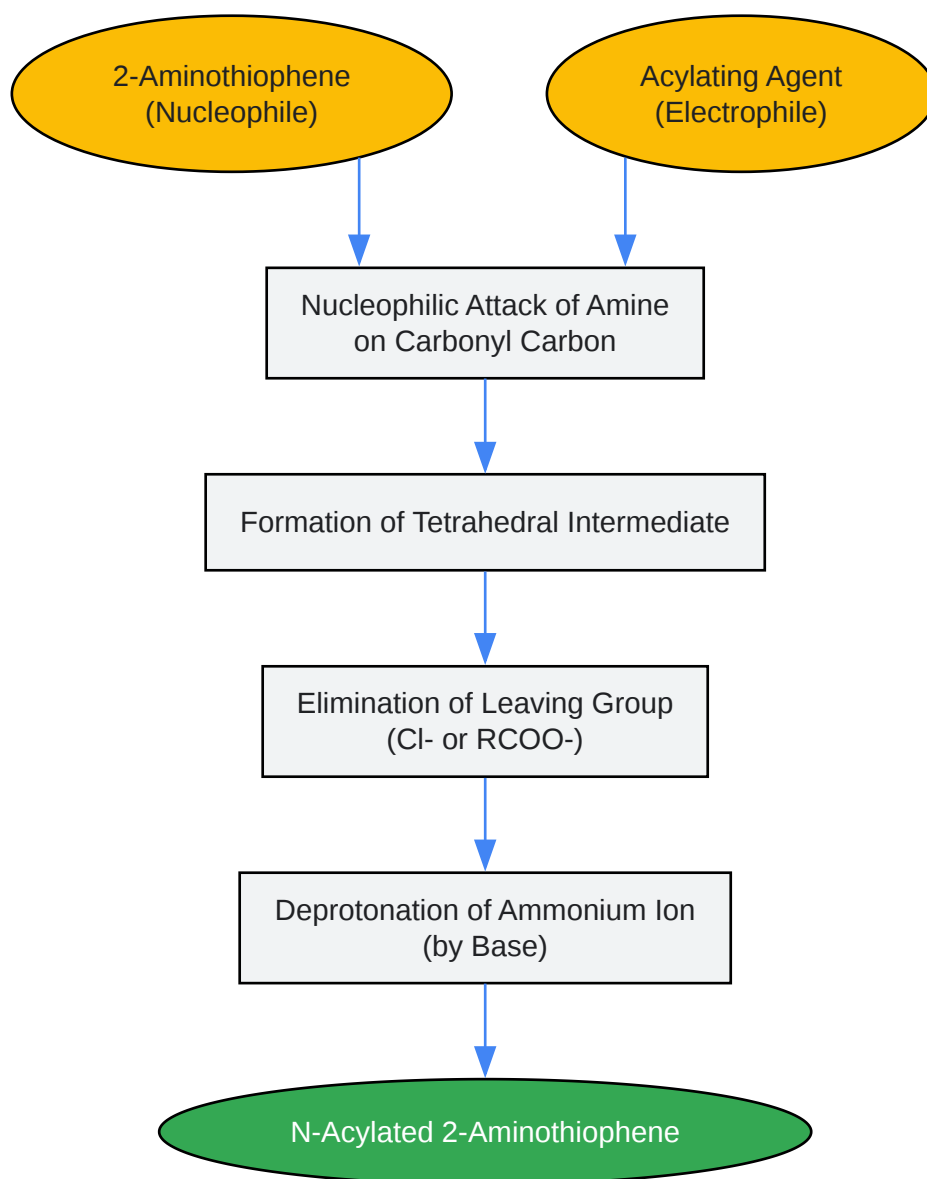 2-Aminothiophene
(Nucleophile)
Acylating Agent
(Electrophile)
Nucleophilic Attack of Amine
on Carbonyl Carbon
Formation of Tetrahedral Intermediate
Elimination of Leaving Group
(Cl- or RCOO-)
Deprotonation of Ammonium Ion
(by Base)
N-Acylated 2-Aminothiophene